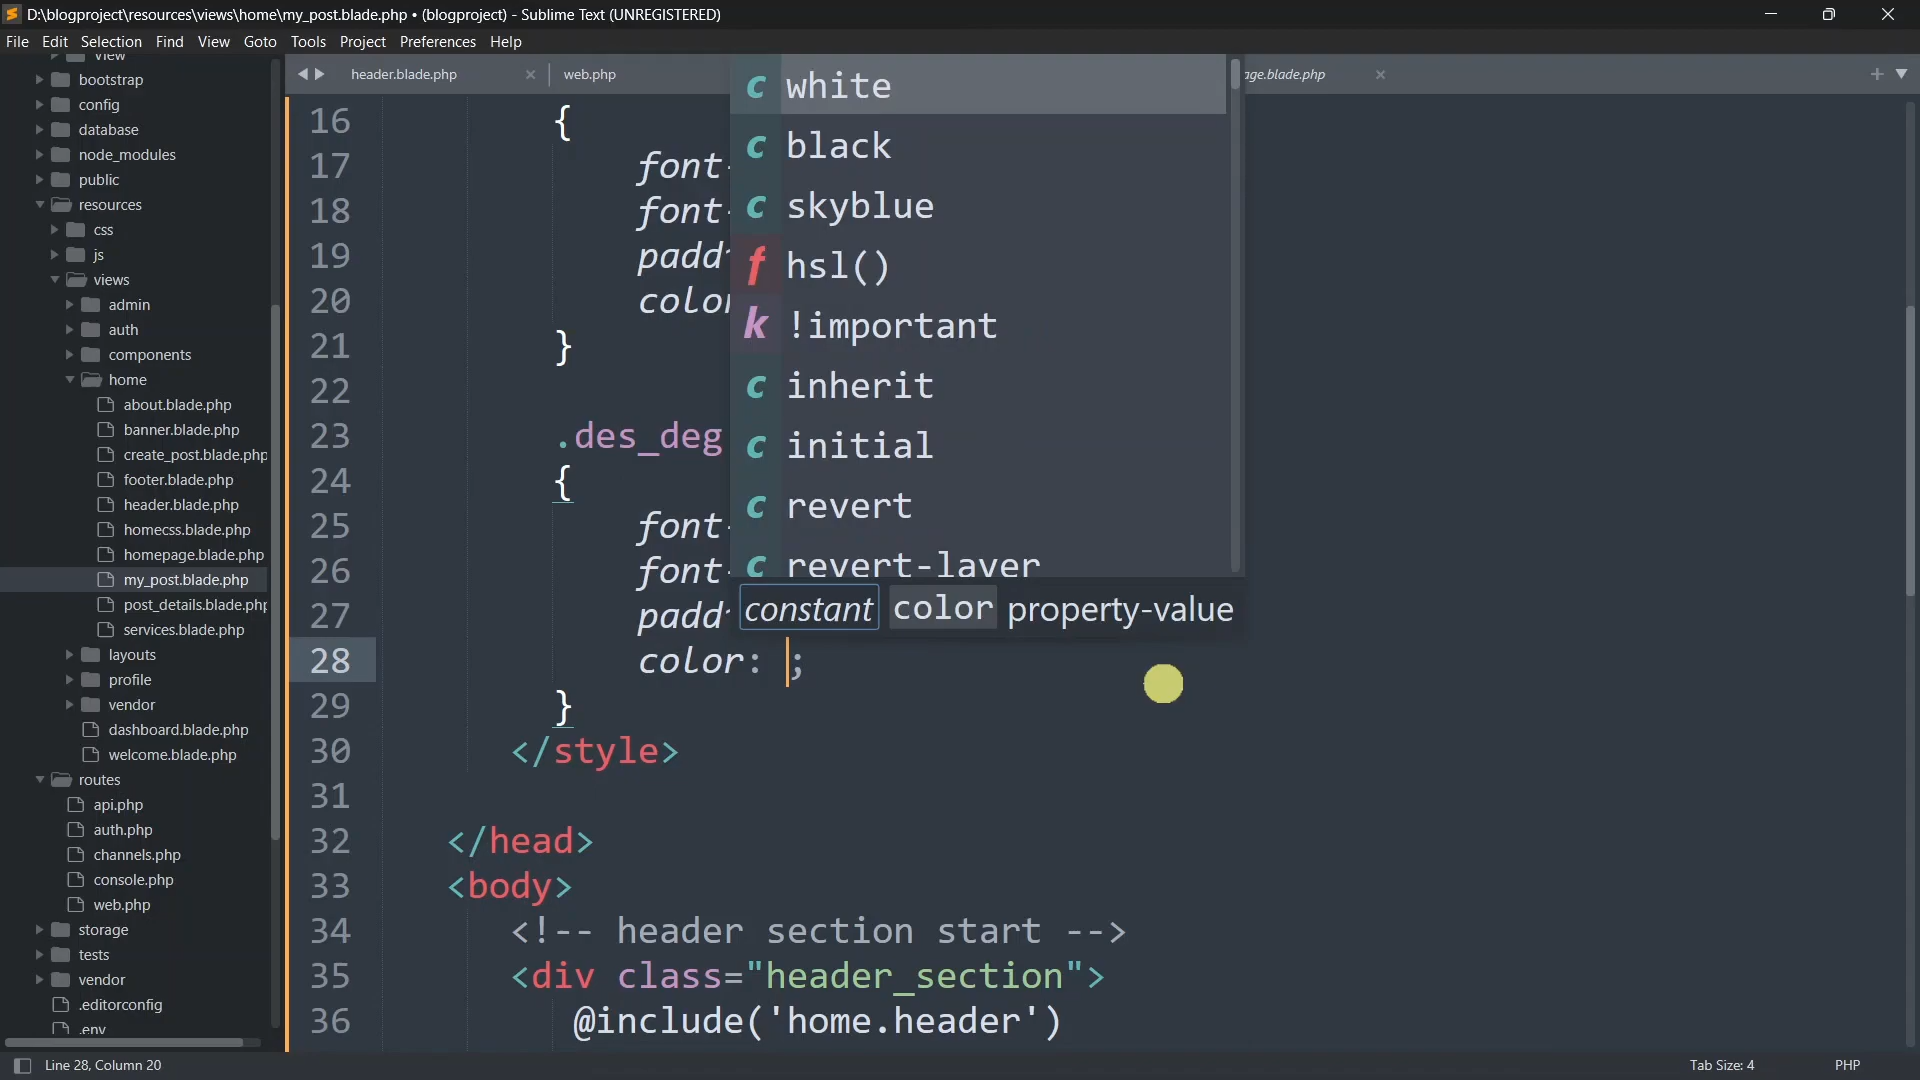 D:\blogproject\resources\views\home\my_post.blade.php • (blogproject) - Sublime Text (UNREGISTERED)
File Edit Selection Find View Goto Tools Project Preferences Help
View
bootstrap
config
database
node_modules
public
resources
css
js
views
admin
auth
components
home
about.blade.php
banner.blade.php
create_post.blade.php
footer.blade.php
header.blade.php
homecss.blade.php
homepage.blade.php
my_post.blade.php
post_details.blade.php
services.blade.php
layouts
profile
vendor
dashboard.blade.php
welcome.blade.php
routes
api.php
auth.php
channels.php
console.php
web.php
storage
tests
vendor
.editorconfig
.env
header.blade.php web.php age.blade.php
16 {
17 font-
18 font-
19 padd
20 color
21 }
22
23 .des_deg
24 {
25 font-
26 font-
27 padd
28 color: ;
29 }
30 </style>
31
32 </head>
33 <body>
34 <!-- header section start -->
35 <div class="header_section">
36 @include('home.header')
c white
c black
c skyblue
f hsl()
k !important
c inherit
c initial
c revert
c revert-layer
constant color property-value
Line 28, Column 20 Tab Size: 4 PHP